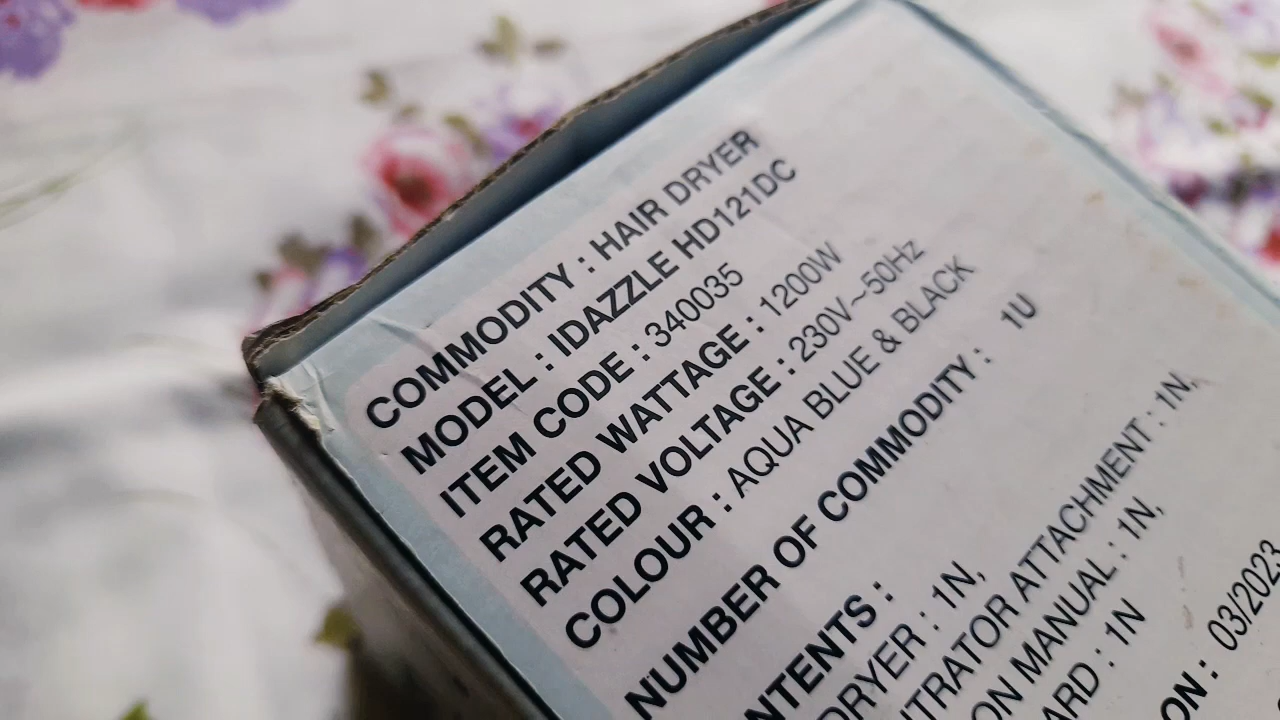 COMMODITY : HAIR DRYER
MODEL : IDAZZLE HD121DC
ITEM CODE : 340035
RATED WATTAGE : 1200W
RATED VOLTAGE : 230V~50Hz
COLOUR : AQUA BLUE & BLACK
NUMBER OF COMMODITY : 1U
NTENTS :
DRYER : 1N,
NTRATOR ATTACHMENT : 1N,
ON MANUAL : 1N,
ARD : 1N
ON : 03/2023